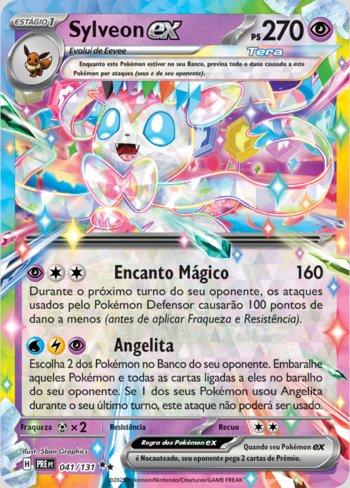 ESTÁGIO 1
Sylveon ex
PS 270
Evolui de Eevee
Tera
Enquanto este Pokémon estiver no seu Banco, previna todo o dano causado a este
Pokémon por ataques (seus e do seu oponente).
Encanto Mágico 160
Durante o próximo turno do seu oponente, os ataques
usados pelo Pokémon Defensor causarão 100 pontos de
dano a menos (antes de aplicar Fraqueza e Resistência).
Angelita
Escolha 2 dos Pokémon no Banco do seu oponente. Embaralhe
aqueles Pokémon e todas as cartas ligadas a eles no baralho
do seu oponente. Se 1 dos seus Pokémon usou Angelita
durante o seu último turno, este ataque não poderá ser usado.
Fraqueza ×2 Resistência Recuo
Ilust. 5ban Graphics
H PRE PT 041/131
Regra dos Pokémon ex
Quando seu Pokémon ex
é Nocauteado, seu oponente pega 2 cartas de Prêmio.
©2025 Pokémon/Nintendo/Creatures/GAME FREAK